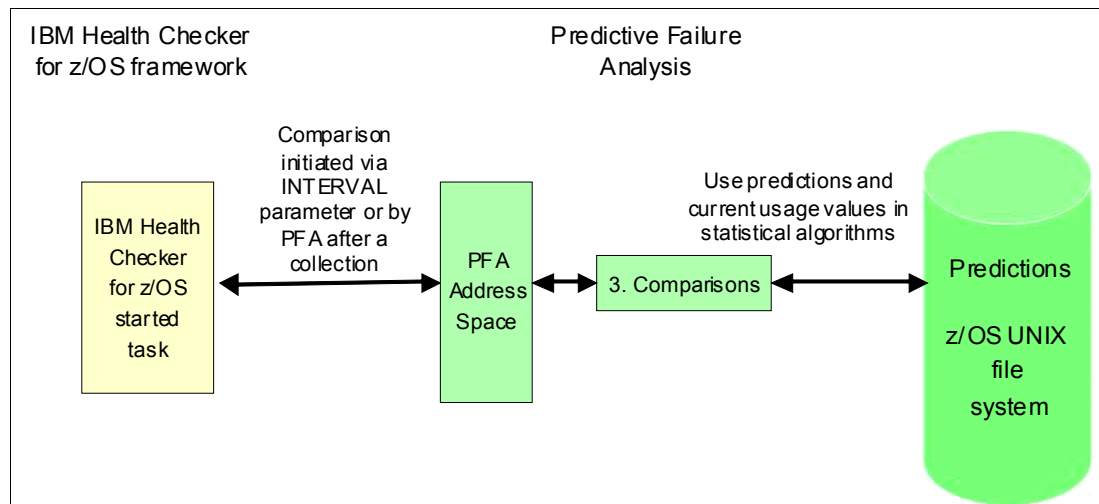 IBM Health Checker
for z/OS framework
Predictive Failure
Analysis
Comparison
initiated via
INTERVAL
parameter or by
PFA after a
collection
Use predictions and
current usage values in
statistical algorithms
IBM Health
Checker
for z/OS
started
task
PFA
Address
Space
3. Comparisons
Predictions
z/OS UNIX
file
system